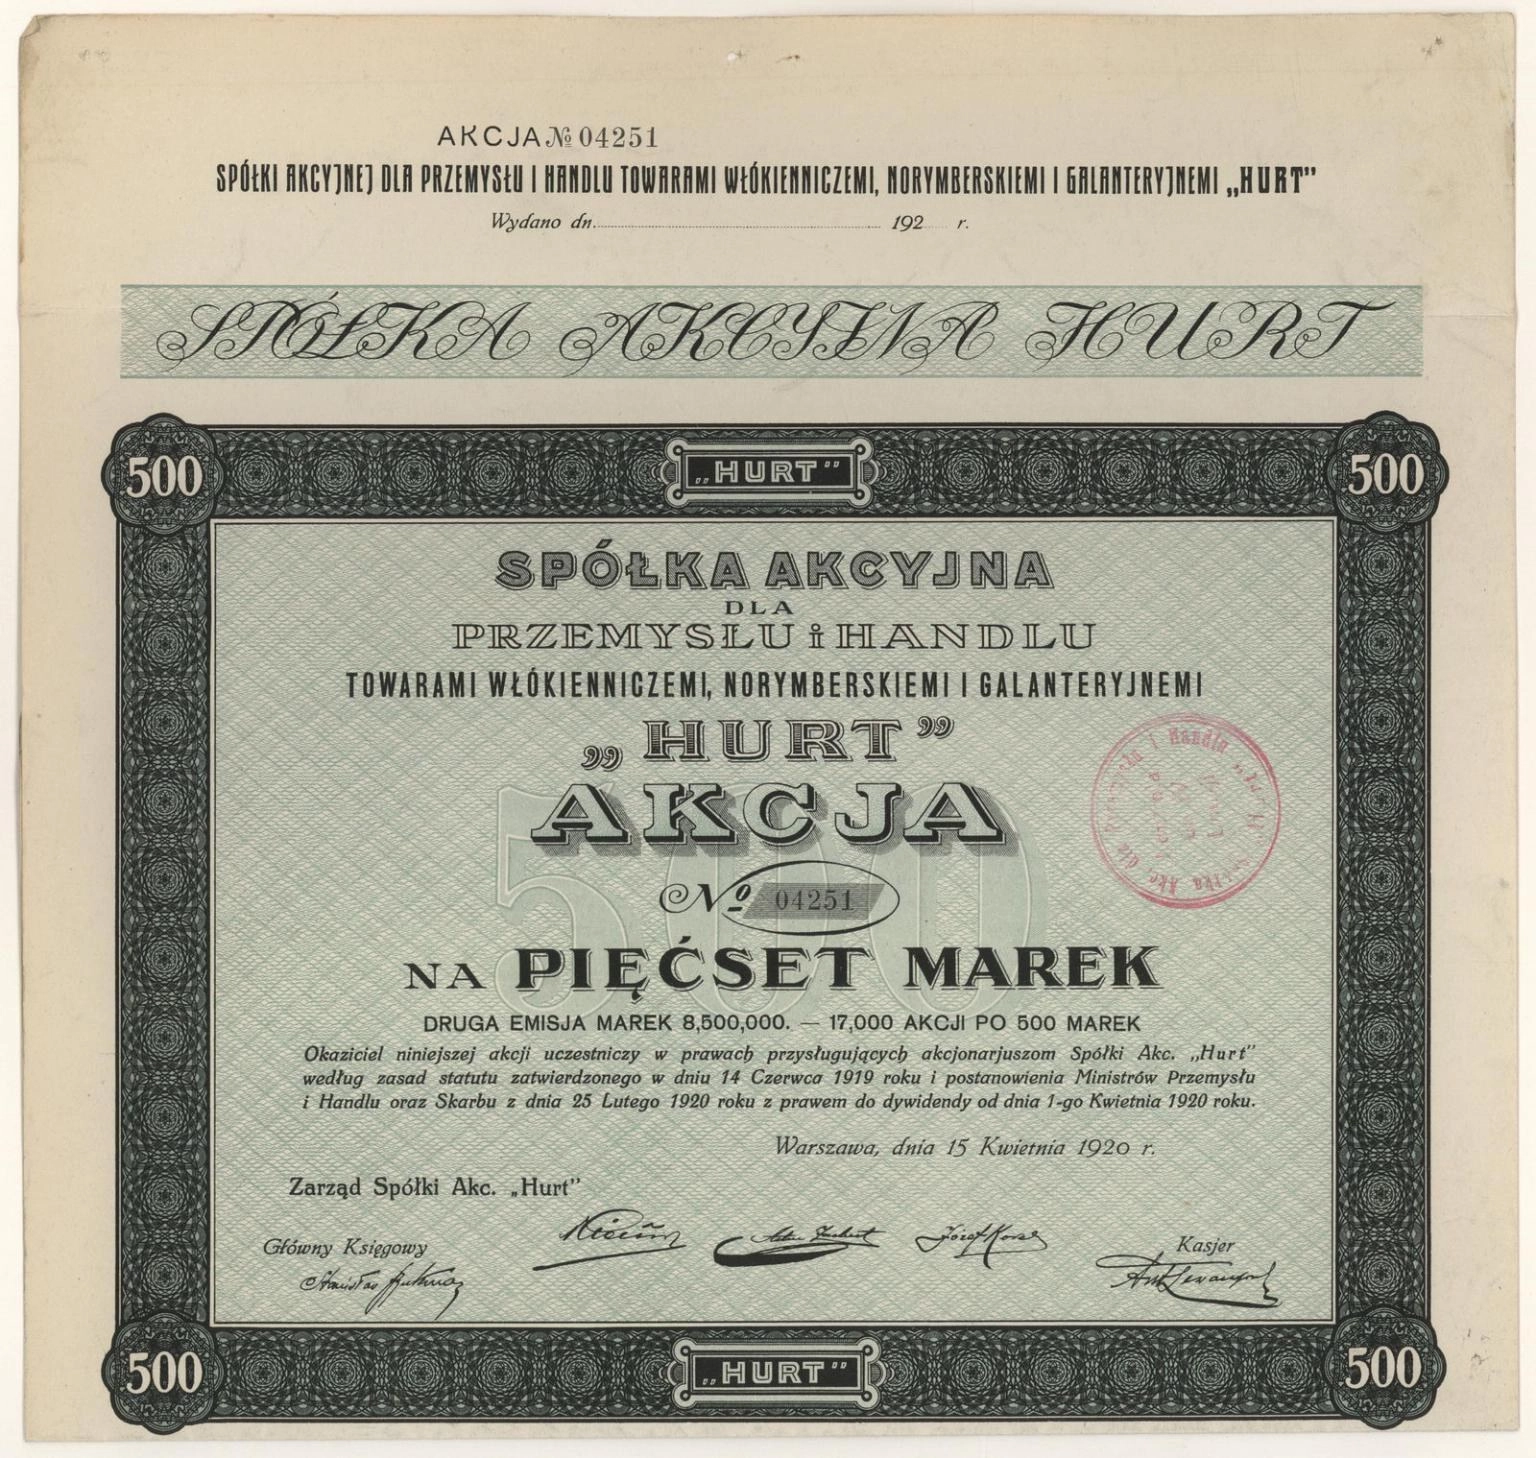 AKCJA № 04251
SPÓŁKI AKCYJNEJ DLA PRZEMYSŁU I HANDLU TOWARAMI WŁÓKIENNICZEMI, NORYMBERSKIEMI I GALANTERYJNEMI „HURT”
Wydano dn. 192 r.
SPÓŁKA AKCYJNA HURT
500 „HURT” 500
SPÓŁKA AKCYJNA
DLA
PRZEMYSŁU i HANDLU
TOWARAMI WŁÓKIENNICZEMI, NORYMBERSKIEMI I GALANTERYJNEMI
„HURT”
AKCJA
500
№ 04251
NA PIĘĆSET MAREK
DRUGA EMISJA MAREK 8,500,000. — 17,000 AKCJI PO 500 MAREK
Okaziciel niniejszej akcji uczestniczy w prawach przysługujących akcjonarjuszom Spółki Akc. „Hurt”
według zasad statutu zatwierdzonego w dniu 14 Czerwca 1919 roku i postanowienia Ministrów Przemysłu
i Handlu oraz Skarbu z dnia 25 Lutego 1920 roku z prawem do dywidendy od dnia 1-go Kwietnia 1920 roku.
Warszawa, dnia 15 Kwietnia 1920 r.
Zarząd Spółki Akc. „Hurt”
Główny Księgowy
Kasjer
500 „HURT” 500